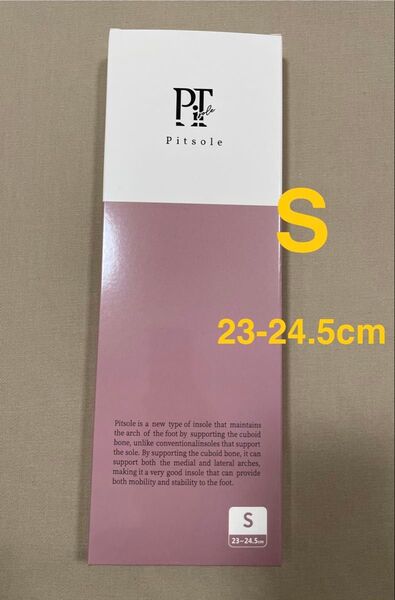 PiT
sole
Pitsole
S
23-24.5cm
Pitsole is a new type of insole that maintains
the arch of the foot by supporting the cuboid
bone, unlike conventionalinsoles that support
the sole. By supporting the cuboid bone, it can
support both the medial and lateral arches,
making it a very good insole that can provide
both mobility and stability to the foot.
S
23~24.5cm